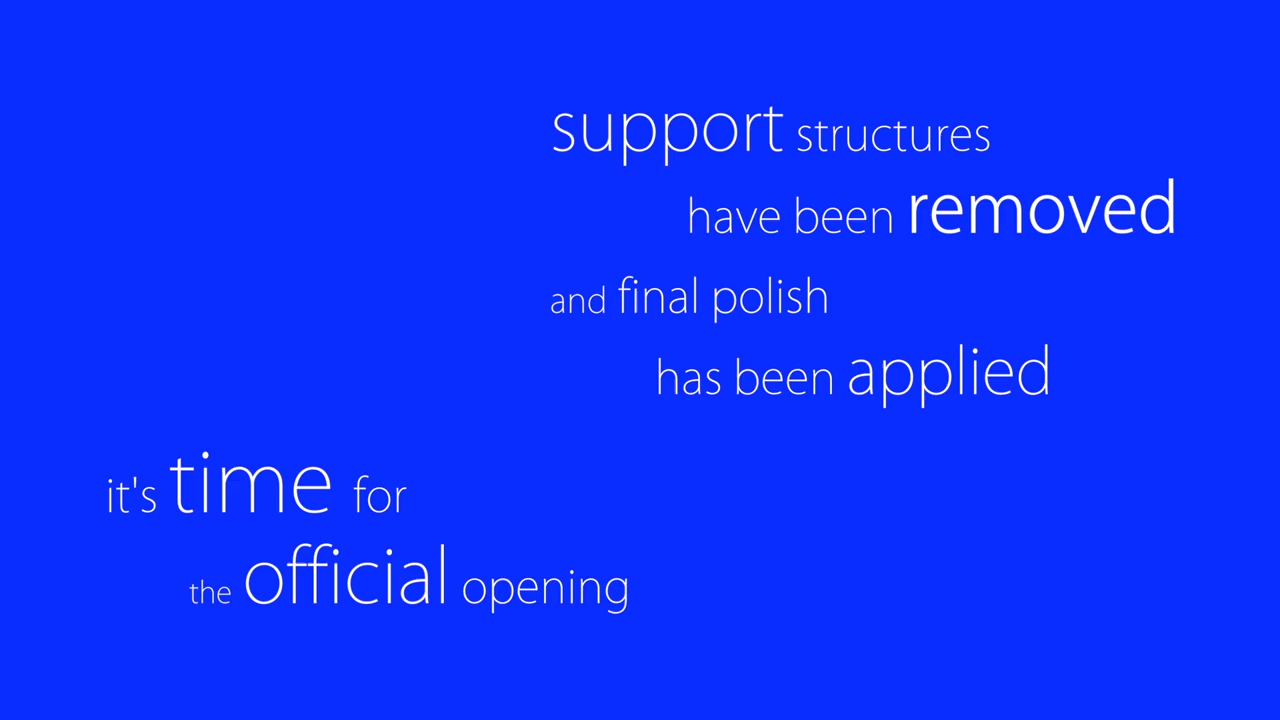 support structures
have been removed
and final polish
has been applied
it's time for
the official opening